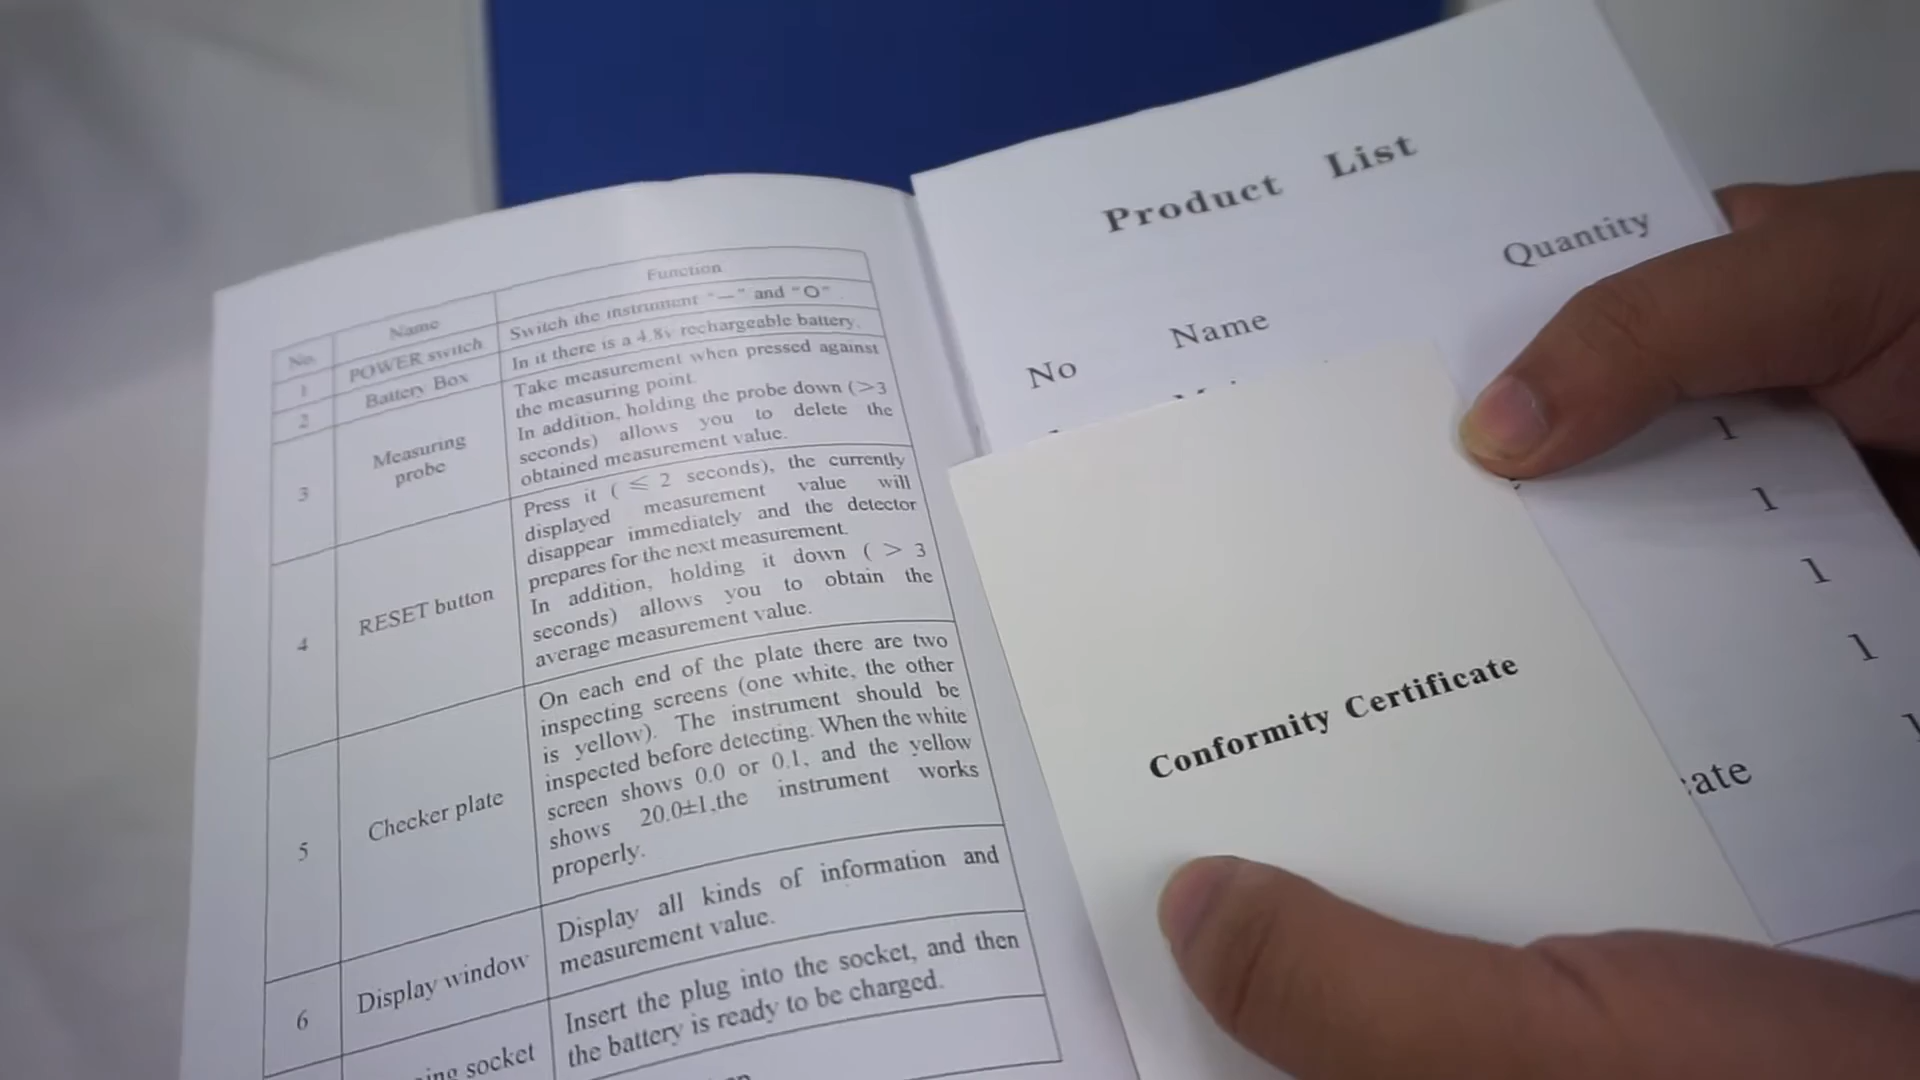 No. Name Function
1 POWER switch Switch the instrument "—" and "O".
2 Battery Box In it there is a 4.8v rechargeable battery.
3 Measuring probe Take measurement when pressed against
the measuring point.
In addition, holding the probe down (>3
seconds) allows you to delete the
obtained measurement value.
4 RESET button Press it ( ≤ 2 seconds), the currently
displayed measurement value will
disappear immediately and the detector
prepares for the next measurement.
In addition, holding it down ( > 3
seconds) allows you to obtain the
average measurement value.
5 Checker plate On each end of the plate there are two
inspecting screens (one white, the other
is yellow). The instrument should be
inspected before detecting. When the white
screen shows 0.0 or 0.1, and the yellow
shows 20.0±1,the instrument works
properly.
6 Display window Display all kinds of information and
measurement value.
ing socket Insert the plug into the socket, and then
the battery is ready to be charged.
Product List
No Name Quantity
1
1
1
1
1
cate
Conformity Certificate